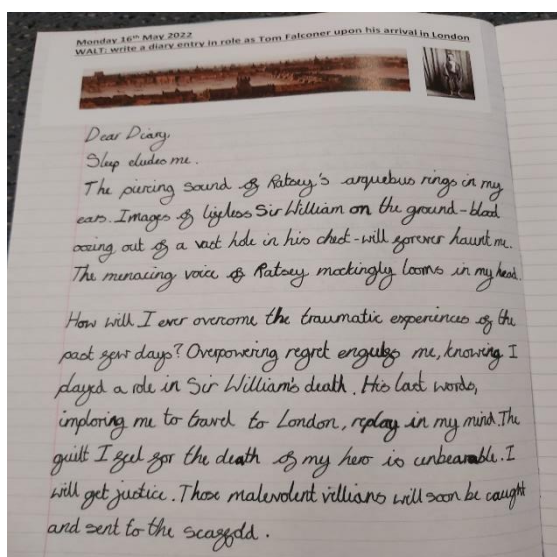 Monday 16th May 2022
WALT: write a diary entry in role as Tom Falconer upon his arrival in London
Dear Diary,
Sleep eludes me.
The piercing sound of Ratsey's arquebus rings in my
ears. Images of lifeless Sir William on the ground - blood
oozing out of a vast hole in his chest - will forever haunt me.
The menacing voice of Ratsey mockingly looms in my head.
How will I ever overcome the traumatic experiences of the
past few days? Overpowering regret engulfs me, knowing I
played a role in Sir William's death. His last words,
imploring me to travel to London, replay in my mind. The
guilt I feel for the death of my hero is unbearable. I
will get justice. Those malevolent villians will soon be caught
and sent to the scaffold.